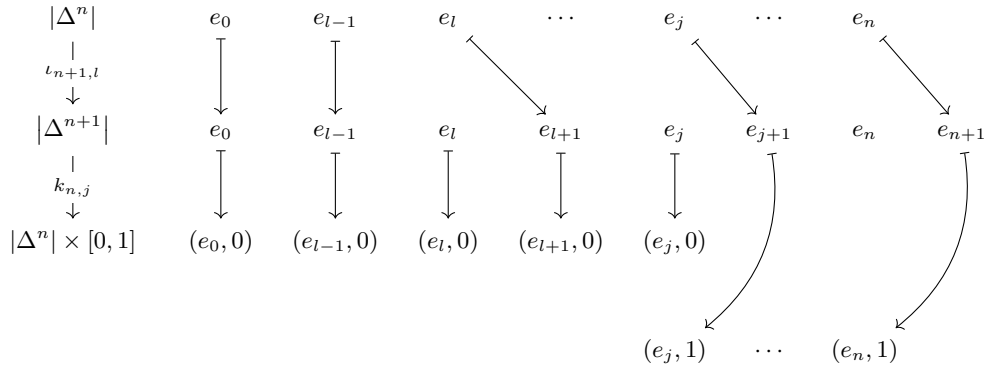 |Δ^n| e_0 e_{l−1} e_l ⋯ e_j ⋯ e_n
ι_{n+1,l}
|Δ^{n+1}| e_0 e_{l−1} e_l e_{l+1} e_j e_{j+1} e_n e_{n+1}
k_{n,j}
|Δ^n| × [0, 1] (e_0, 0) (e_{l−1}, 0) (e_l, 0) (e_{l+1}, 0) (e_j, 0)
(e_j, 1) ⋯ (e_n, 1)